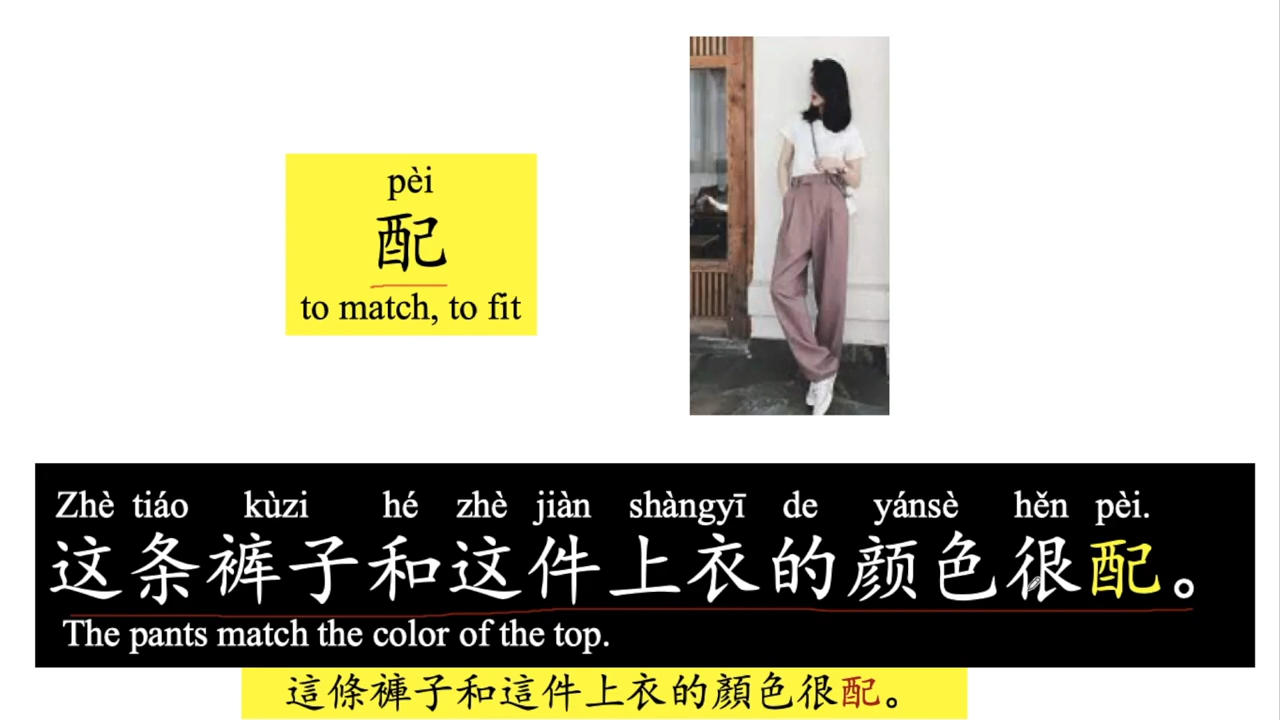 pèi
配
to match, to fit
Zhè tiáo kùzi hé zhè jiàn shàngyī de yánsè hěn pèi.
这条裤子和这件上衣的颜色很配。
The pants match the color of the top.
這條褲子和這件上衣的顏色很配。